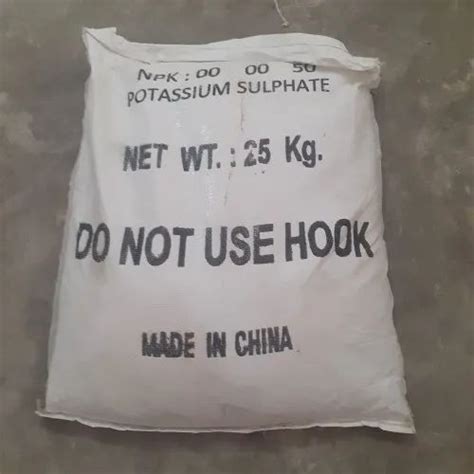 NPK : 00 00 50
POTASSIUM SULPHATE
NET WT. : 25 Kg.
DO NOT USE HOOK
MADE IN CHINA